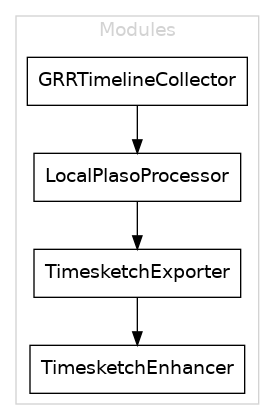 Modules
GRRTimelineCollector
LocalPlasoProcessor
TimesketchExporter
TimesketchEnhancer